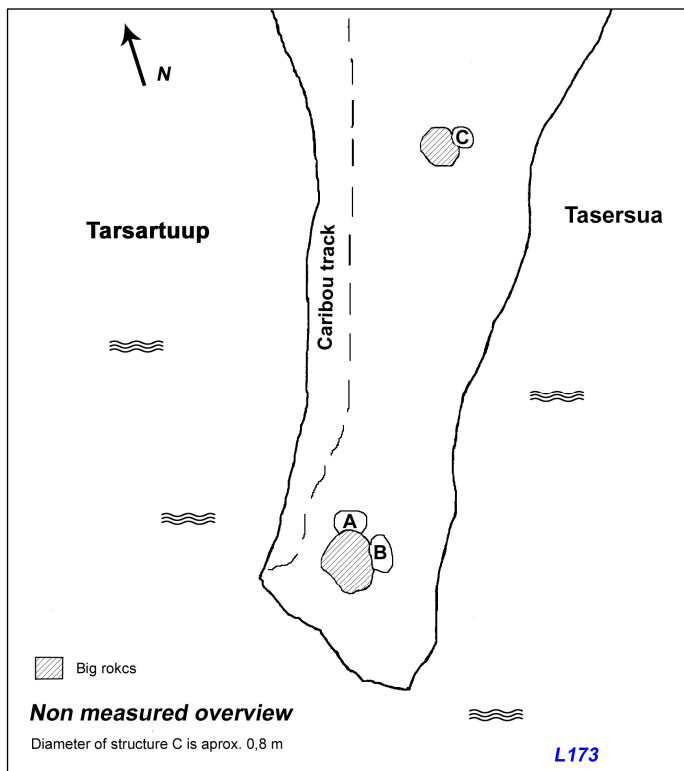 N
C
Tarsartuup
Tasersua
Caribou track
A
B
Big rokcs
Non measured overview
Diameter of structure C is aprox. 0,8 m
L173